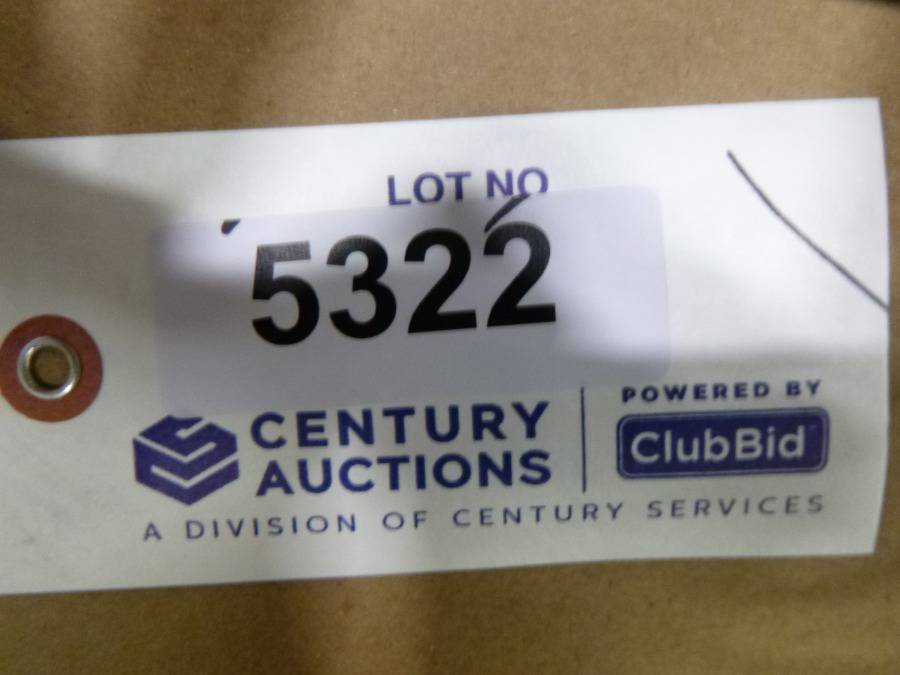 LOT NO
5322
CENTURY
AUCTIONS
POWERED BY
ClubBid
A DIVISION OF CENTURY SERVICES